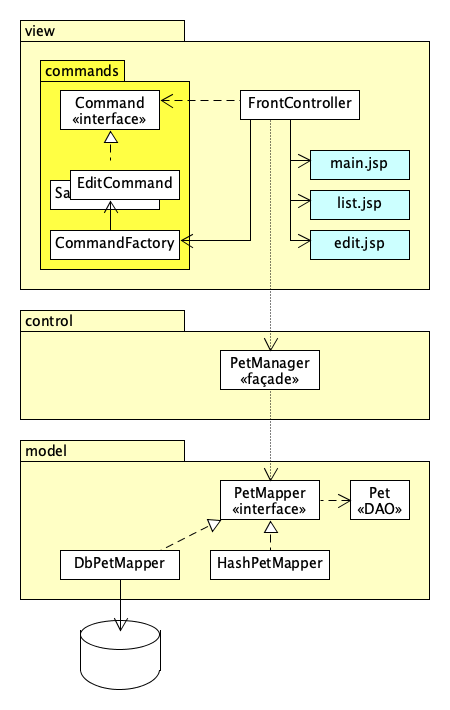 view
commands
Command
«interface»
FrontController
main.jsp
EditCommand
list.jsp
CommandFactory
edit.jsp
control
PetManager
«façade»
model
PetMapper
«interface»
Pet
«DAO»
DbPetMapper
HashPetMapper